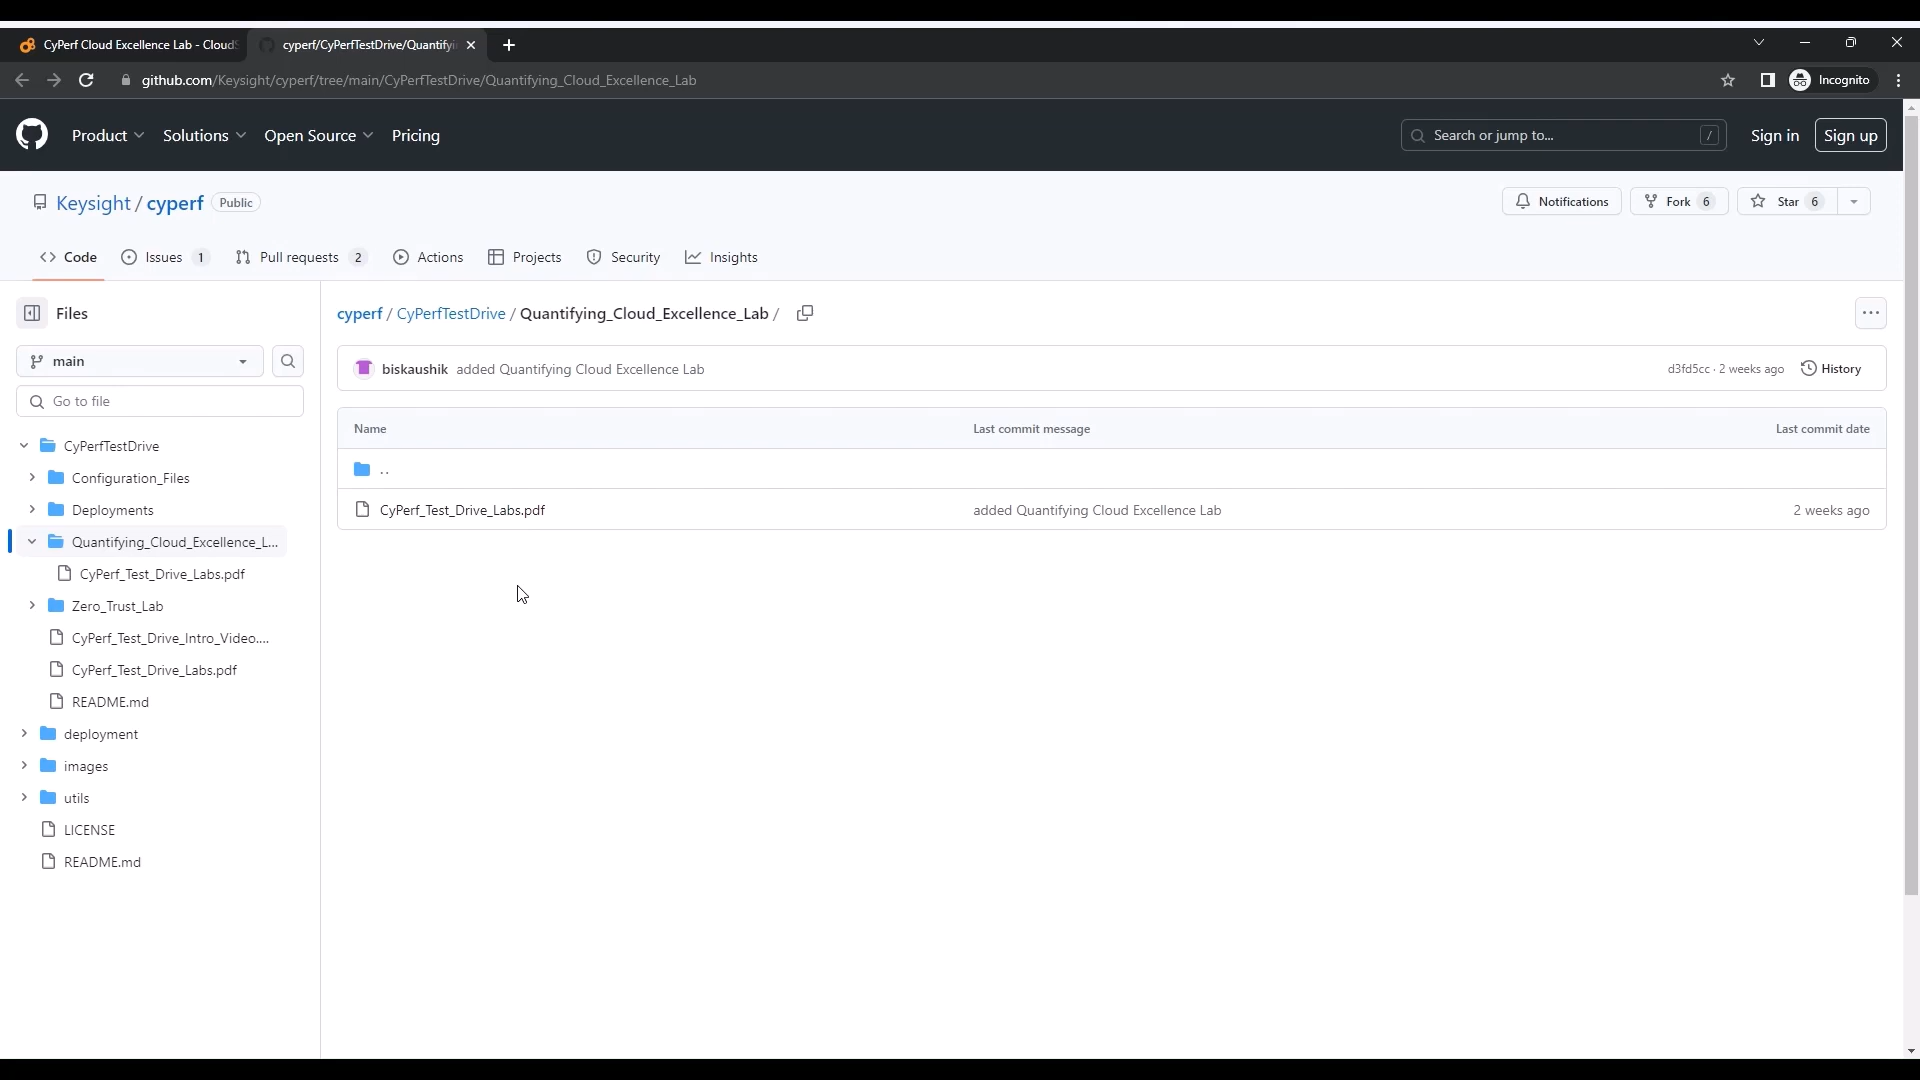 CyPerf Cloud Excellence Lab - Cloud
cyperf/CyPerfTestDrive/Quantifyi
github.com/Keysight/cyperf/tree/main/CyPerfTestDrive/Quantifying_Cloud_Excellence_Lab
Incognito
Product
Solutions
Open Source
Pricing
Search or jump to...
/
Sign in
Sign up
Keysight / cyperf
Public
Notifications
Fork 6
Star 6
Code
Issues 1
Pull requests 2
Actions
Projects
Security
Insights
Files
main
Go to file
CyPerfTestDrive
Configuration_Files
Deployments
Quantifying_Cloud_Excellence_L...
CyPerf_Test_Drive_Labs.pdf
Zero_Trust_Lab
CyPerf_Test_Drive_Intro_Video....
CyPerf_Test_Drive_Labs.pdf
README.md
deployment
images
utils
LICENSE
README.md
cyperf / CyPerfTestDrive / Quantifying_Cloud_Excellence_Lab /
...
biskaushik added Quantifying Cloud Excellence Lab
d3fd5cc · 2 weeks ago
History
Name
Last commit message
Last commit date
..
CyPerf_Test_Drive_Labs.pdf
added Quantifying Cloud Excellence Lab
2 weeks ago